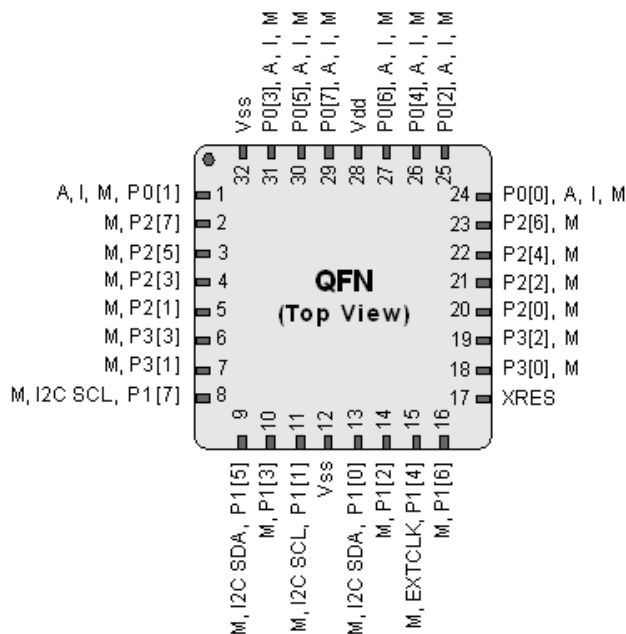 Vss
P0[3], A, I, M
P0[5], A, I, M
P0[7], A, I, M
Vdd
P0[6], A, I, M
P0[4], A, I, M
P0[2], A, I, M
32
31
30
29
28
27
26
25
A, I, M, P0[1] 1
M, P2[7] 2
M, P2[5] 3
M, P2[3] 4
M, P2[1] 5
M, P3[3] 6
M, P3[1] 7
M, I2C SCL, P1[7] 8
QFN
(Top View)
24 P0[0], A, I, M
23 P2[6], M
22 P2[4], M
21 P2[2], M
20 P2[0], M
19 P3[2], M
18 P3[0], M
17 XRES
9
10
11
12
13
14
15
16
M, I2C SDA, P1[5]
M, P1[3]
M, I2C SCL, P1[1]
Vss
M, I2C SDA, P1[0]
M, P1[2]
M, EXTCLK, P1[4]
M, P1[6]